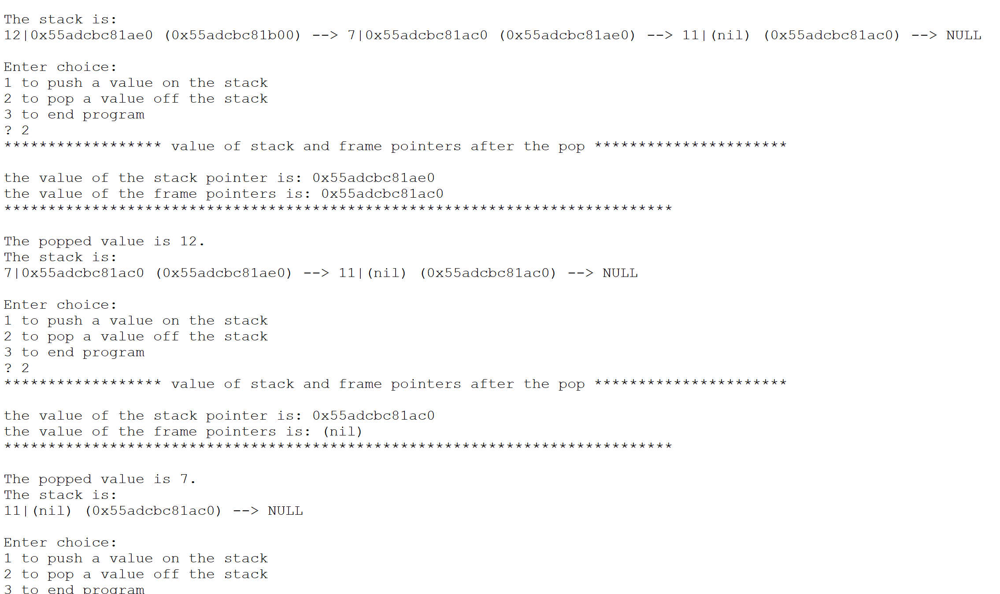 The stack is:
12|0x55adcbc81ae0 (0x55adcbc81b00) --> 7|0x55adcbc81ac0 (0x55adcbc81ae0) --> 11|(nil) (0x55adcbc81ac0) --> NULL
Enter choice:
1 to push a value on the stack
2 to pop a value off the stack
3 to end program
? 2
****************** value of stack and frame pointers after the pop **********************
the value of the stack pointer is: 0x55adcbc81ae0
the value of the frame pointers is: 0x55adcbc81ac0
****************************************************************************
The popped value is 12.
The stack is:
7|0x55adcbc81ac0 (0x55adcbc81ae0) --> 11|(nil) (0x55adcbc81ac0) --> NULL
Enter choice:
1 to push a value on the stack
2 to pop a value off the stack
3 to end program
? 2
****************** value of stack and frame pointers after the pop **********************
the value of the stack pointer is: 0x55adcbc81ac0
the value of the frame pointers is: (nil)
****************************************************************************
The popped value is 7.
The stack is:
11|(nil) (0x55adcbc81ac0) --> NULL
Enter choice:
1 to push a value on the stack
2 to pop a value off the stack
3 to end program